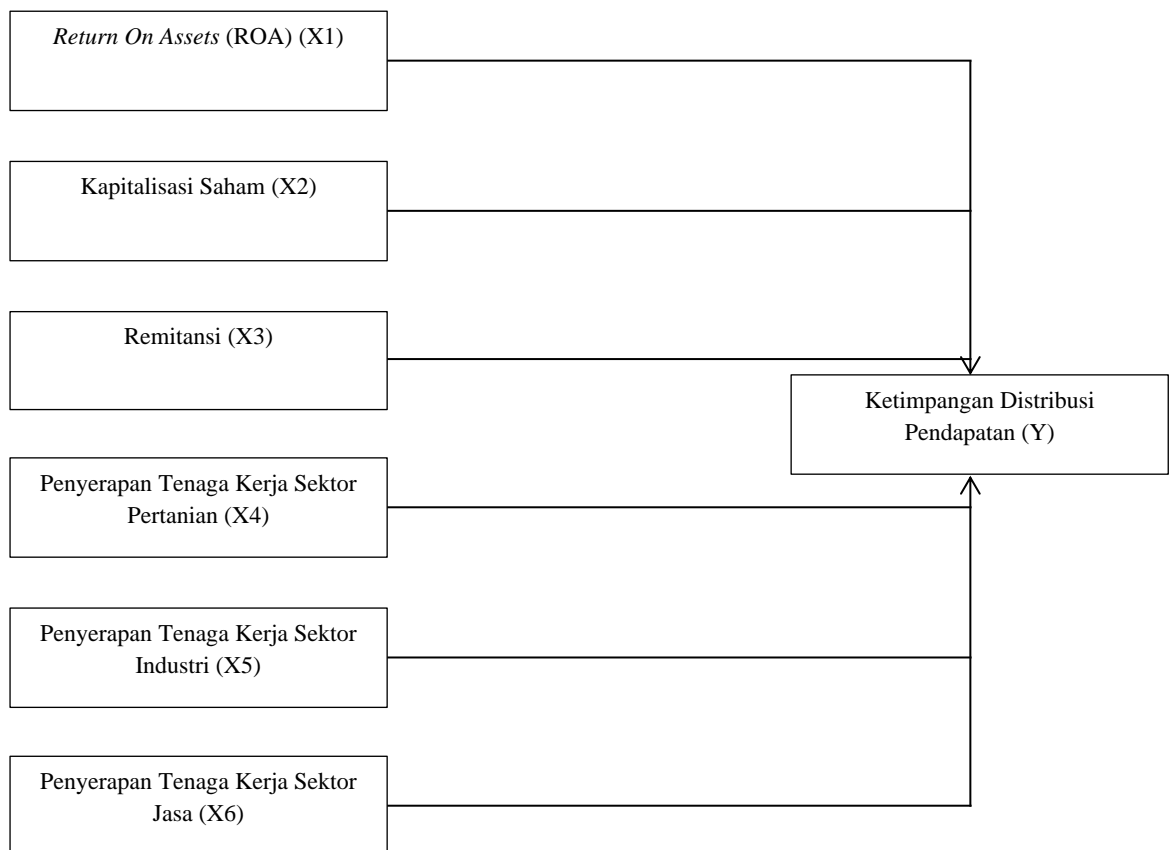 Return On Assets (ROA) (X1)
Kapitalisasi Saham (X2)
Remitansi (X3)
Ketimpangan Distribusi
Pendapatan (Y)
Penyerapan Tenaga Kerja Sektor
Pertanian (X4)
Penyerapan Tenaga Kerja Sektor
Industri (X5)
Penyerapan Tenaga Kerja Sektor
Jasa (X6)